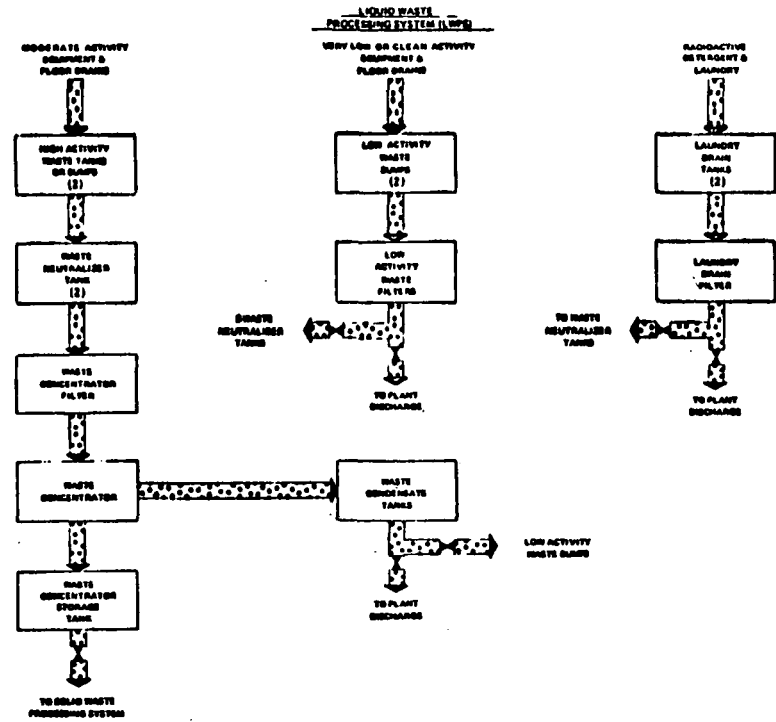 LIQUID WASTE
PROCESSING SYSTEM (LWPS)
MODERATE ACTIVITY
EQUIPMENT &
FLOOR DRAINS
VERY LOW OR CLEAN ACTIVITY
EQUIPMENT &
FLOOR DRAINS
RADIOACTIVE
DETERGENT &
LAUNDRY
HIGH ACTIVITY
WASTE TANKS
OR SUMPS
(2)
LOW ACTIVITY
WASTE
SUMPS
(2)
LAUNDRY
DRAIN
TANKS
(2)
WASTE
NEUTRALIZER
TANK
(2)
LOW
ACTIVITY
WASTE
FILTERS
LAUNDRY
DRAIN
FILTER
WASTE
NEUTRALIZER
TANKS
TO WASTE
NEUTRALIZER
TANKS
WASTE
CONCENTRATOR
FILTER
TO PLANT
DISCHARGE
TO PLANT
DISCHARGE
WASTE
CONCENTRATOR
WASTE
CONDENSATE
TANKS
LOW ACTIVITY
WASTE SUMPS
WASTE
CONCENTRATOR
STORAGE
TANK
TO PLANT
DISCHARGE
TO SOLID WASTE
PROCESSING SYSTEM